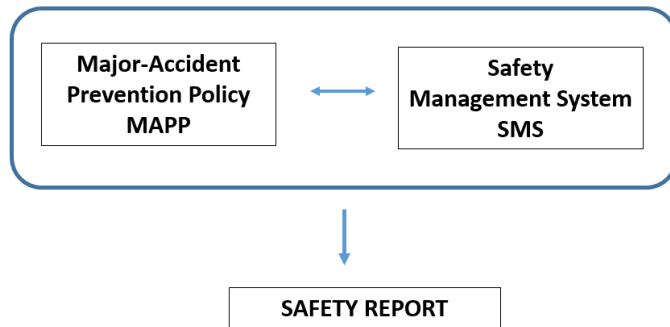 Major-Accident
Prevention Policy
MAPP
Safety
Management System
SMS
SAFETY REPORT